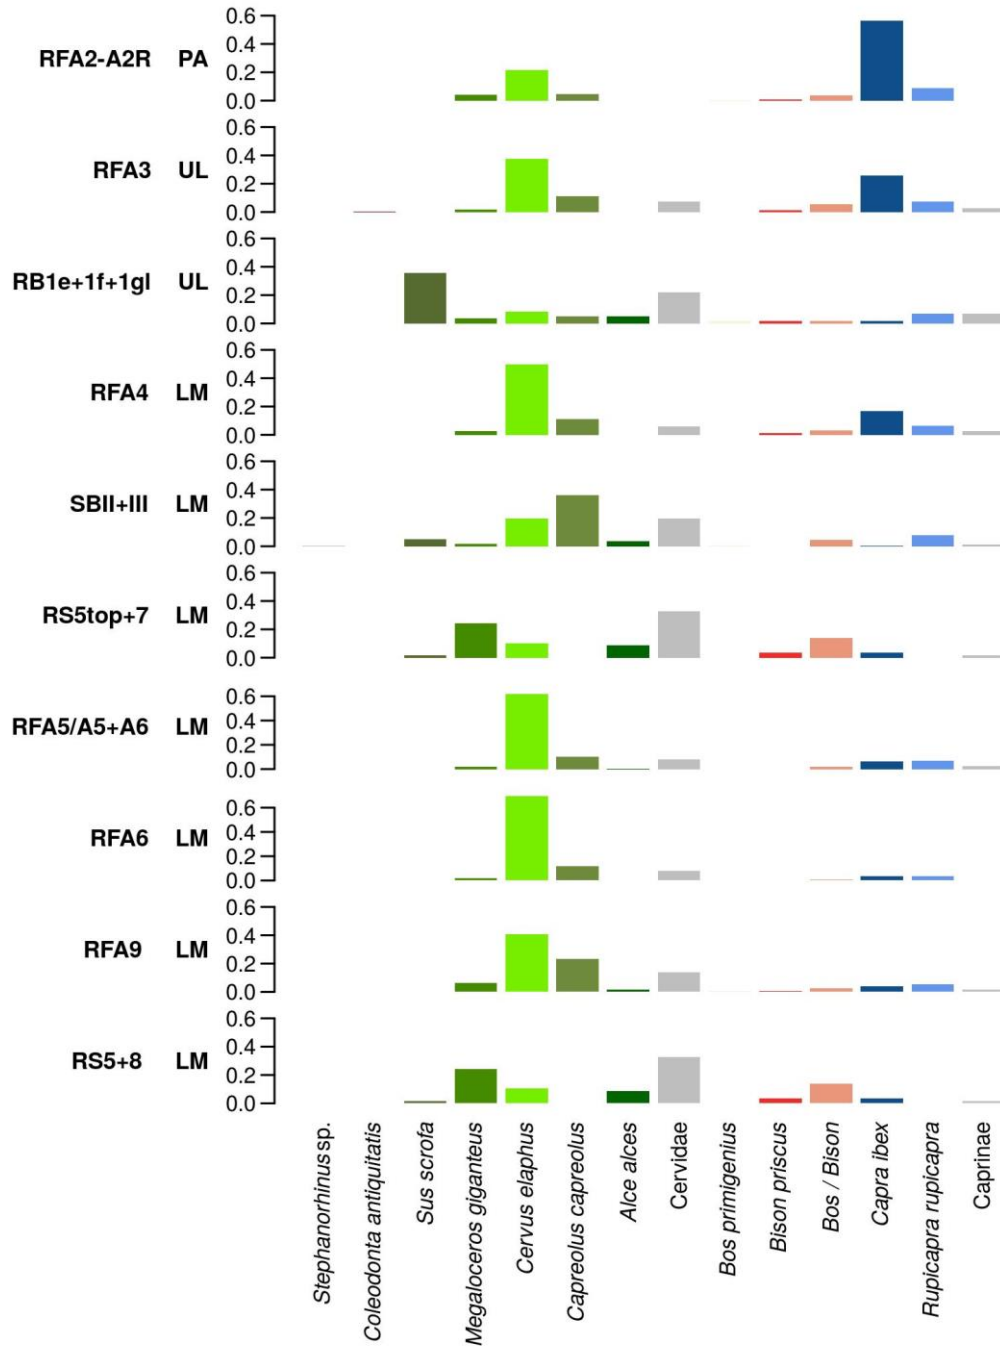 0.6
RFA2-A2R PA 0.4
0.2
0.0
0.6
RFA3 UL 0.4
0.2
0.0
0.6
RB1e+1f+1gl UL 0.4
0.2
0.0
0.6
RFA4 LM 0.4
0.2
0.0
0.6
SBII+III LM 0.4
0.2
0.0
0.6
RS5top+7 LM 0.4
0.2
0.0
0.6
RFA5/A5+A6 LM 0.4
0.2
0.0
0.6
RFA6 LM 0.4
0.2
0.0
0.6
RFA9 LM 0.4
0.2
0.0
0.6
RS5+8 LM 0.4
0.2
0.0
Stephanorhinus sp.
Coleodonta antiquitatis
Sus scrofa
Megaloceros giganteus
Cervus elaphus
Capreolus capreolus
Alce alces
Cervidae
Bos primigenius
Bison priscus
Bos / Bison
Capra ibex
Rupicapra rupicapra
Caprinae